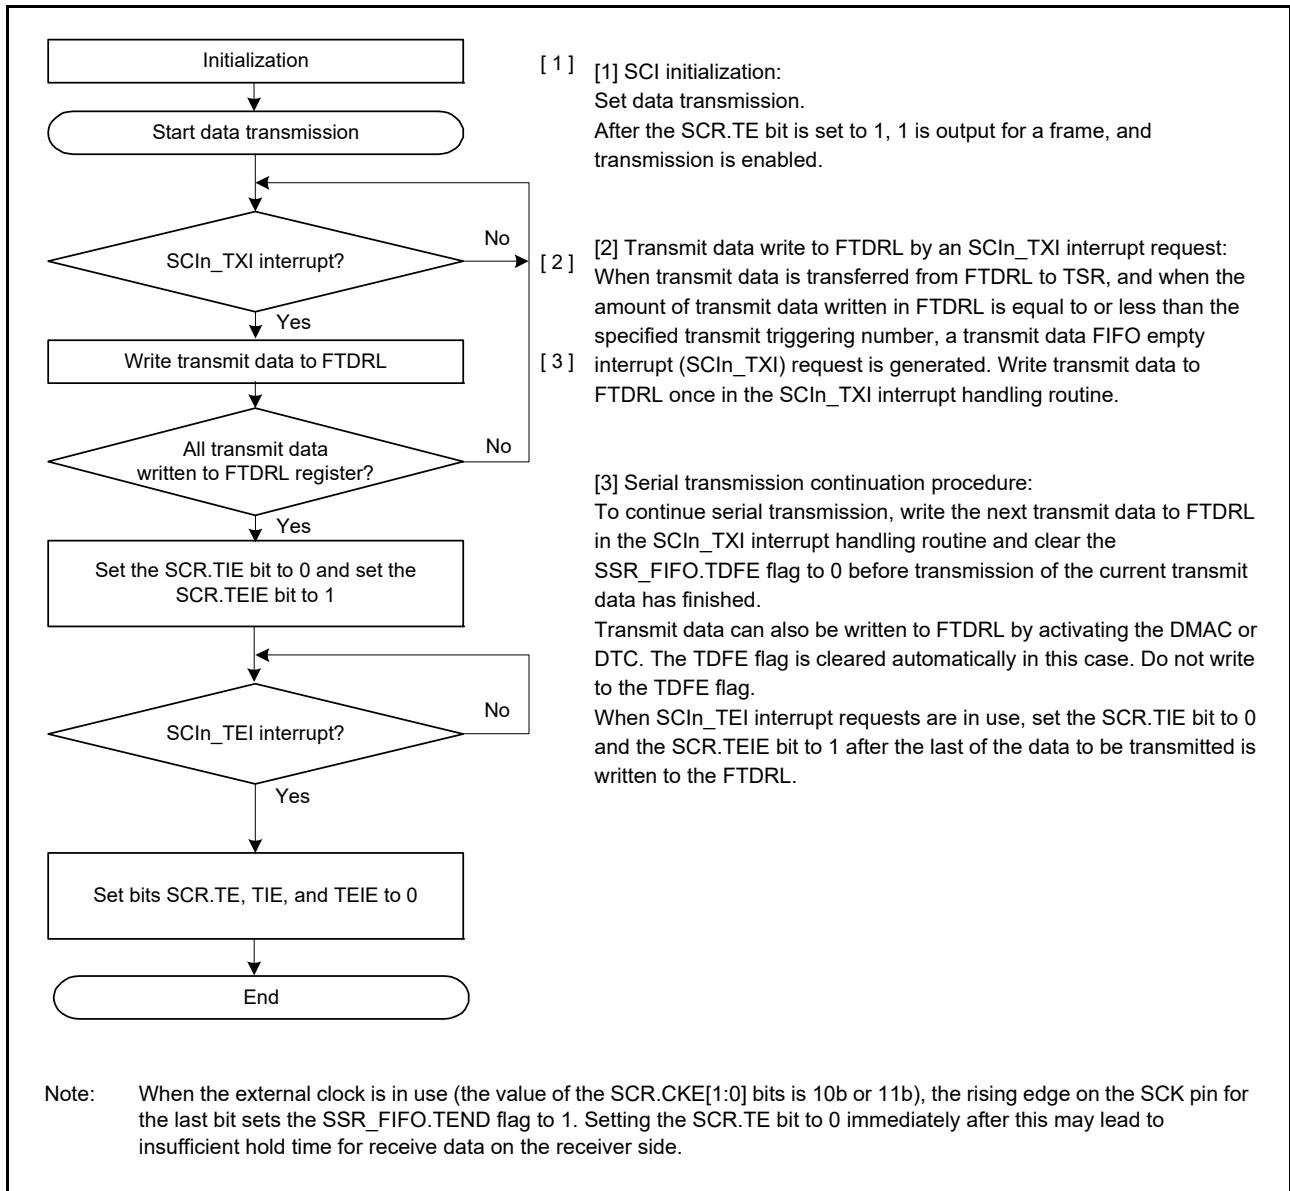 Initialization
[ 1 ]
[1] SCI initialization:
Set data transmission.
After the SCR.TE bit is set to 1, 1 is output for a frame, and
transmission is enabled.
Start data transmission
SCIn_TXI interrupt?
No
Yes
[ 2 ]
[2] Transmit data write to FTDRL by an SCIn_TXI interrupt request:
When transmit data is transferred from FTDRL to TSR, and when the
amount of transmit data written in FTDRL is equal to or less than the
specified transmit triggering number, a transmit data FIFO empty
interrupt (SCIn_TXI) request is generated. Write transmit data to
FTDRL once in the SCIn_TXI interrupt handling routine.
Write transmit data to FTDRL
[ 3 ]
All transmit data
written to FTDRL register?
No
Yes
[3] Serial transmission continuation procedure:
To continue serial transmission, write the next transmit data to FTDRL
in the SCIn_TXI interrupt handling routine and clear the
SSR_FIFO.TDFE flag to 0 before transmission of the current transmit
data has finished.
Transmit data can also be written to FTDRL by activating the DMAC or
DTC. The TDFE flag is cleared automatically in this case. Do not write
to the TDFE flag.
When SCIn_TEI interrupt requests are in use, set the SCR.TIE bit to 0
and the SCR.TEIE bit to 1 after the last of the data to be transmitted is
written to the FTDRL.
Set the SCR.TIE bit to 0 and set the
SCR.TEIE bit to 1
SCIn_TEI interrupt?
No
Yes
Set bits SCR.TE, TIE, and TEIE to 0
End
Note: When the external clock is in use (the value of the SCR.CKE[1:0] bits is 10b or 11b), the rising edge on the SCK pin for
the last bit sets the SSR_FIFO.TEND flag to 1. Setting the SCR.TE bit to 0 immediately after this may lead to
insufficient hold time for receive data on the receiver side.